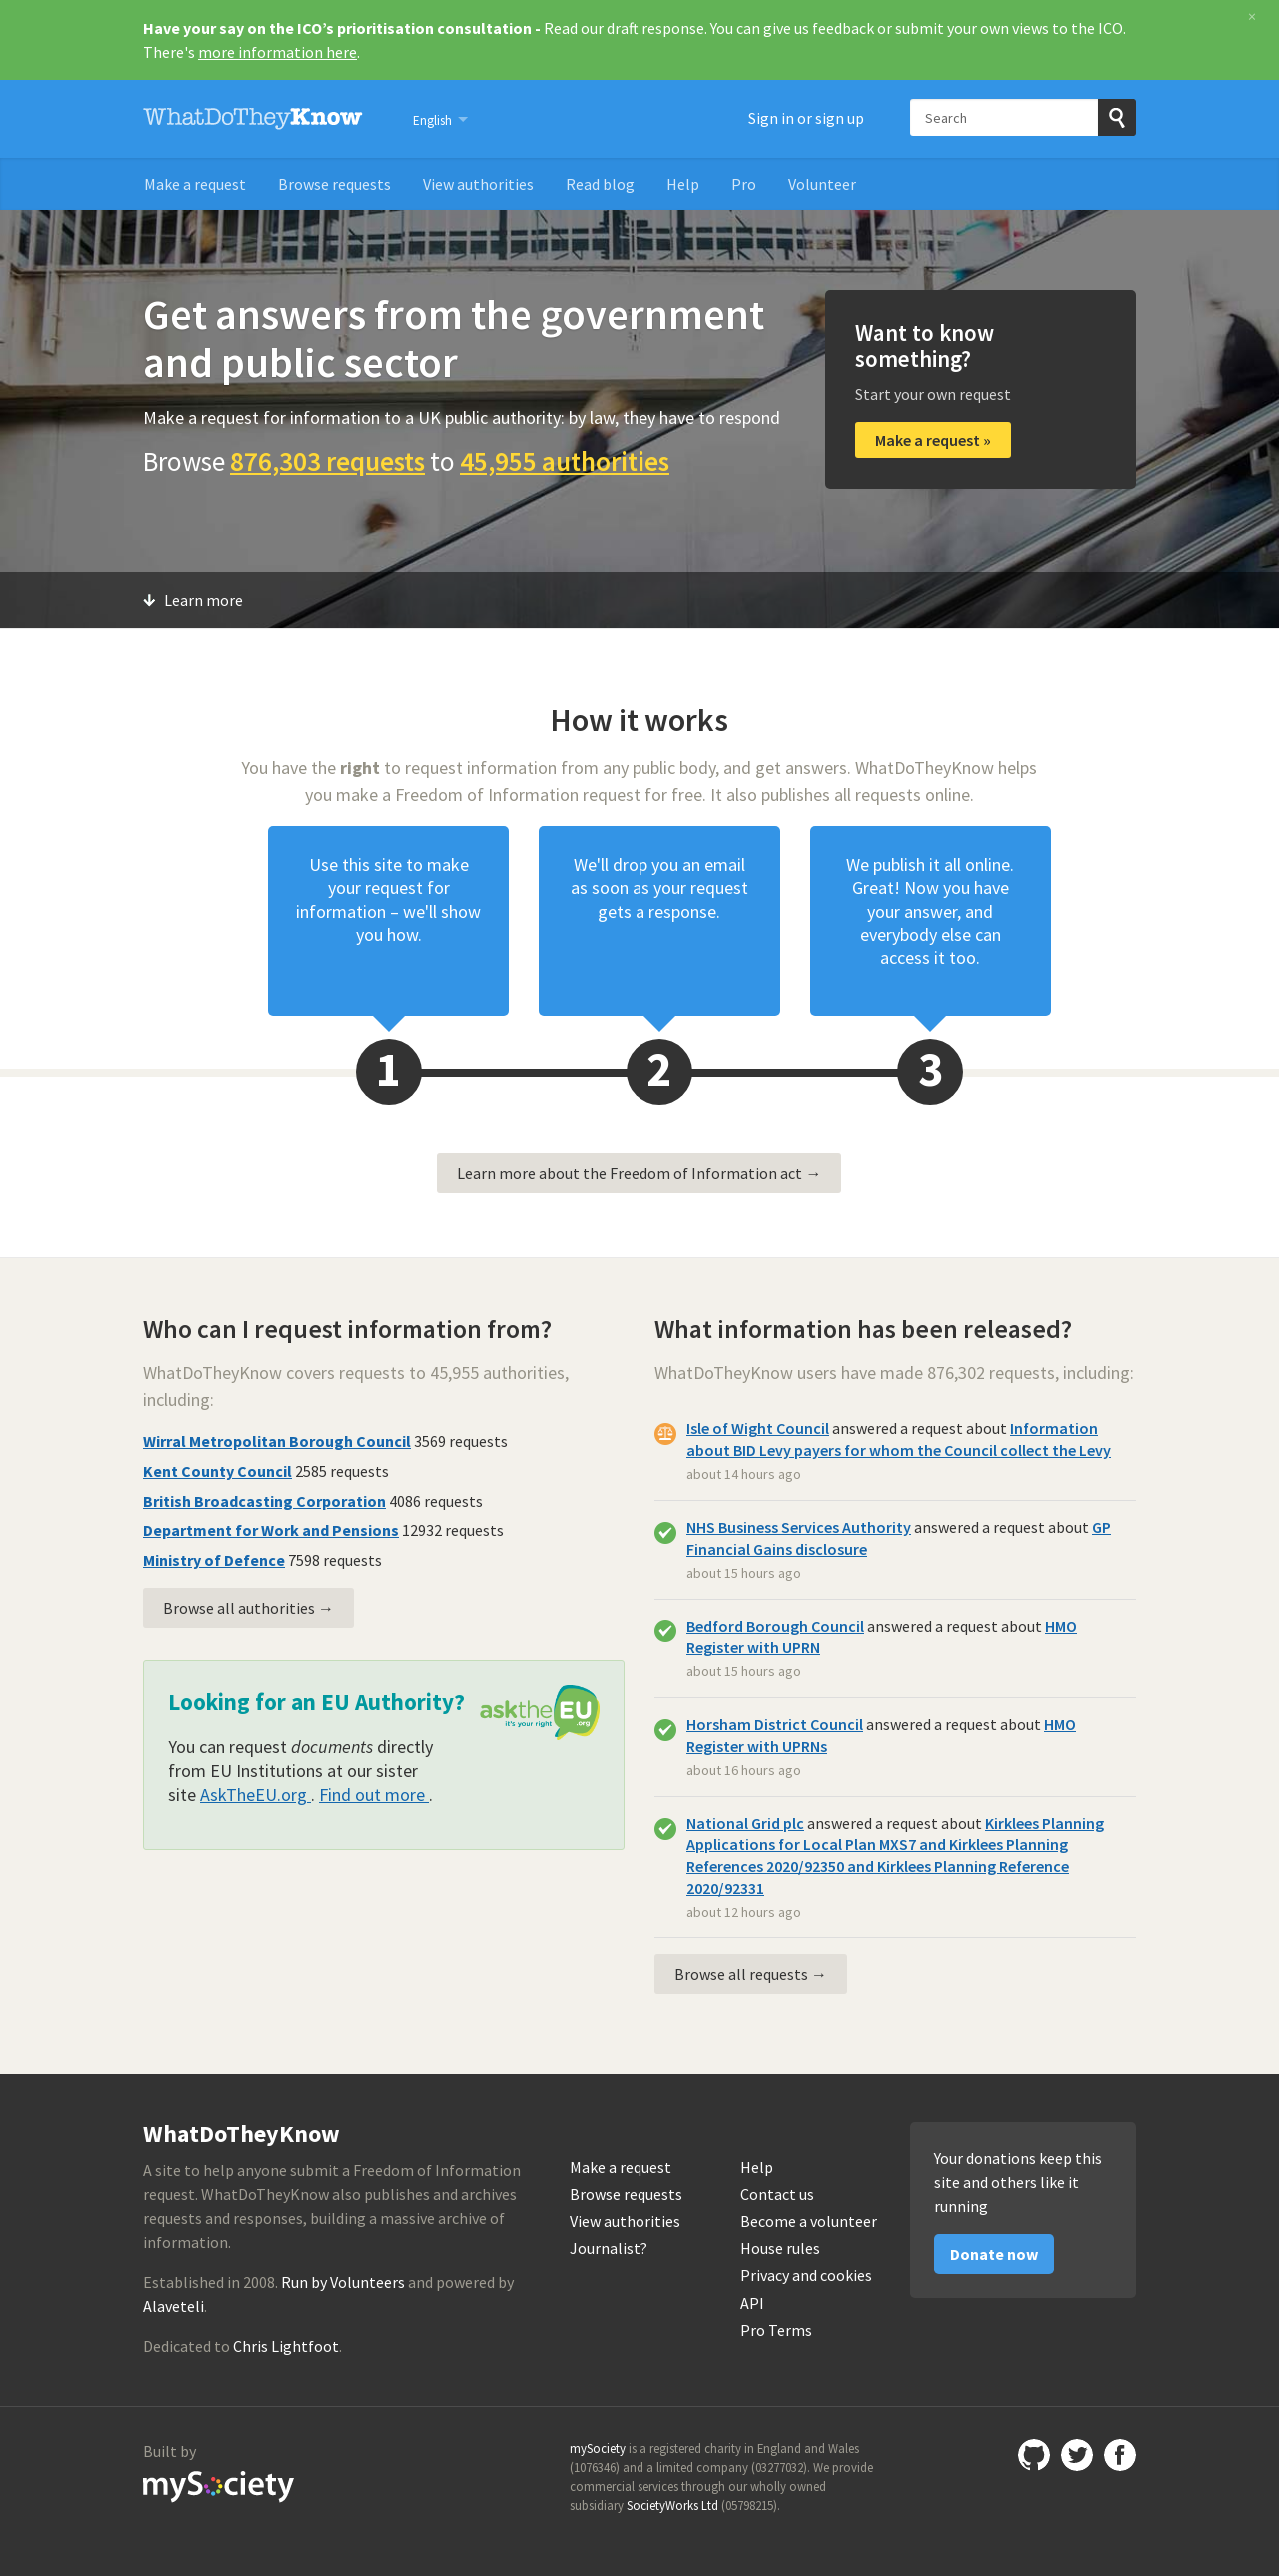 Have your say on the ICO’s prioritisation consultation - Read our draft response. You can give us feedback or submit your own views to the ICO.
There's more information here.
×
WhatDoTheyKnow
English
Sign in or sign up
Search
Make a request
Browse requests
View authorities
Read blog
Help
Pro
Volunteer
Get answers from the government
and public sector
Make a request for information to a UK public authority: by law, they have to respond
Browse 876,303 requests to 45,955 authorities
Want to know
something?
Start your own request
Make a request »
Learn more
How it works
You have the right to request information from any public body, and get answers. WhatDoTheyKnow helps
you make a Freedom of Information request for free. It also publishes all requests online.
Use this site to make
your request for
information – we'll show
you how.
We'll drop you an email
as soon as your request
gets a response.
We publish it all online.
Great! Now you have
your answer, and
everybody else can
access it too.
1
2
3
Learn more about the Freedom of Information act →
Who can I request information from?
WhatDoTheyKnow covers requests to 45,955 authorities,
including:
Wirral Metropolitan Borough Council 3569 requests
Kent County Council 2585 requests
British Broadcasting Corporation 4086 requests
Department for Work and Pensions 12932 requests
Ministry of Defence 7598 requests
Browse all authorities →
Looking for an EU Authority?
asktheEU
.org
it's your right
You can request documents directly
from EU Institutions at our sister
site AskTheEU.org . Find out more .
What information has been released?
WhatDoTheyKnow users have made 876,302 requests, including:
Isle of Wight Council answered a request about Information
about BID Levy payers for whom the Council collect the Levy
about 14 hours ago
NHS Business Services Authority answered a request about GP
Financial Gains disclosure
about 15 hours ago
Bedford Borough Council answered a request about HMO
Register with UPRN
about 15 hours ago
Horsham District Council answered a request about HMO
Register with UPRNs
about 16 hours ago
National Grid plc answered a request about Kirklees Planning
Applications for Local Plan MXS7 and Kirklees Planning
References 2020/92350 and Kirklees Planning Reference
2020/92331
about 12 hours ago
Browse all requests →
WhatDoTheyKnow
A site to help anyone submit a Freedom of Information
request. WhatDoTheyKnow also publishes and archives
requests and responses, building a massive archive of
information.
Established in 2008. Run by Volunteers and powered by
Alaveteli.
Dedicated to Chris Lightfoot.
Make a request
Browse requests
View authorities
Journalist?
Help
Contact us
Become a volunteer
House rules
Privacy and cookies
API
Pro Terms
Your donations keep this
site and others like it
running
Donate now
Built by
mySociety
mySociety is a registered charity in England and Wales
(1076346) and a limited company (03277032). We provide
commercial services through our wholly owned
subsidiary SocietyWorks Ltd (05798215).